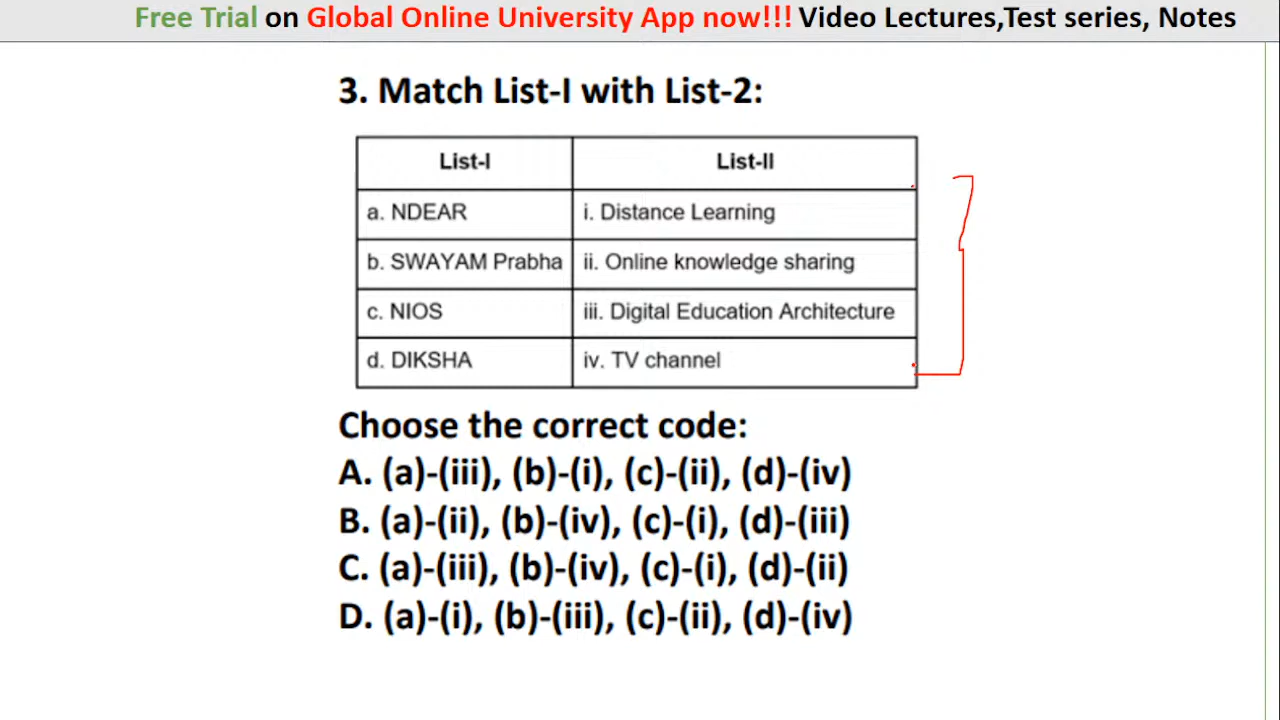 Free Trial on Global Online University App now!!! Video Lectures,Test series, Notes
3. Match List-I with List-2:
List-I List-II
a. NDEAR i. Distance Learning
b. SWAYAM Prabha ii. Online knowledge sharing
c. NIOS iii. Digital Education Architecture
d. DIKSHA iv. TV channel
Choose the correct code:
A. (a)-(iii), (b)-(i), (c)-(ii), (d)-(iv)
B. (a)-(ii), (b)-(iv), (c)-(i), (d)-(iii)
C. (a)-(iii), (b)-(iv), (c)-(i), (d)-(ii)
D. (a)-(i), (b)-(iii), (c)-(ii), (d)-(iv)